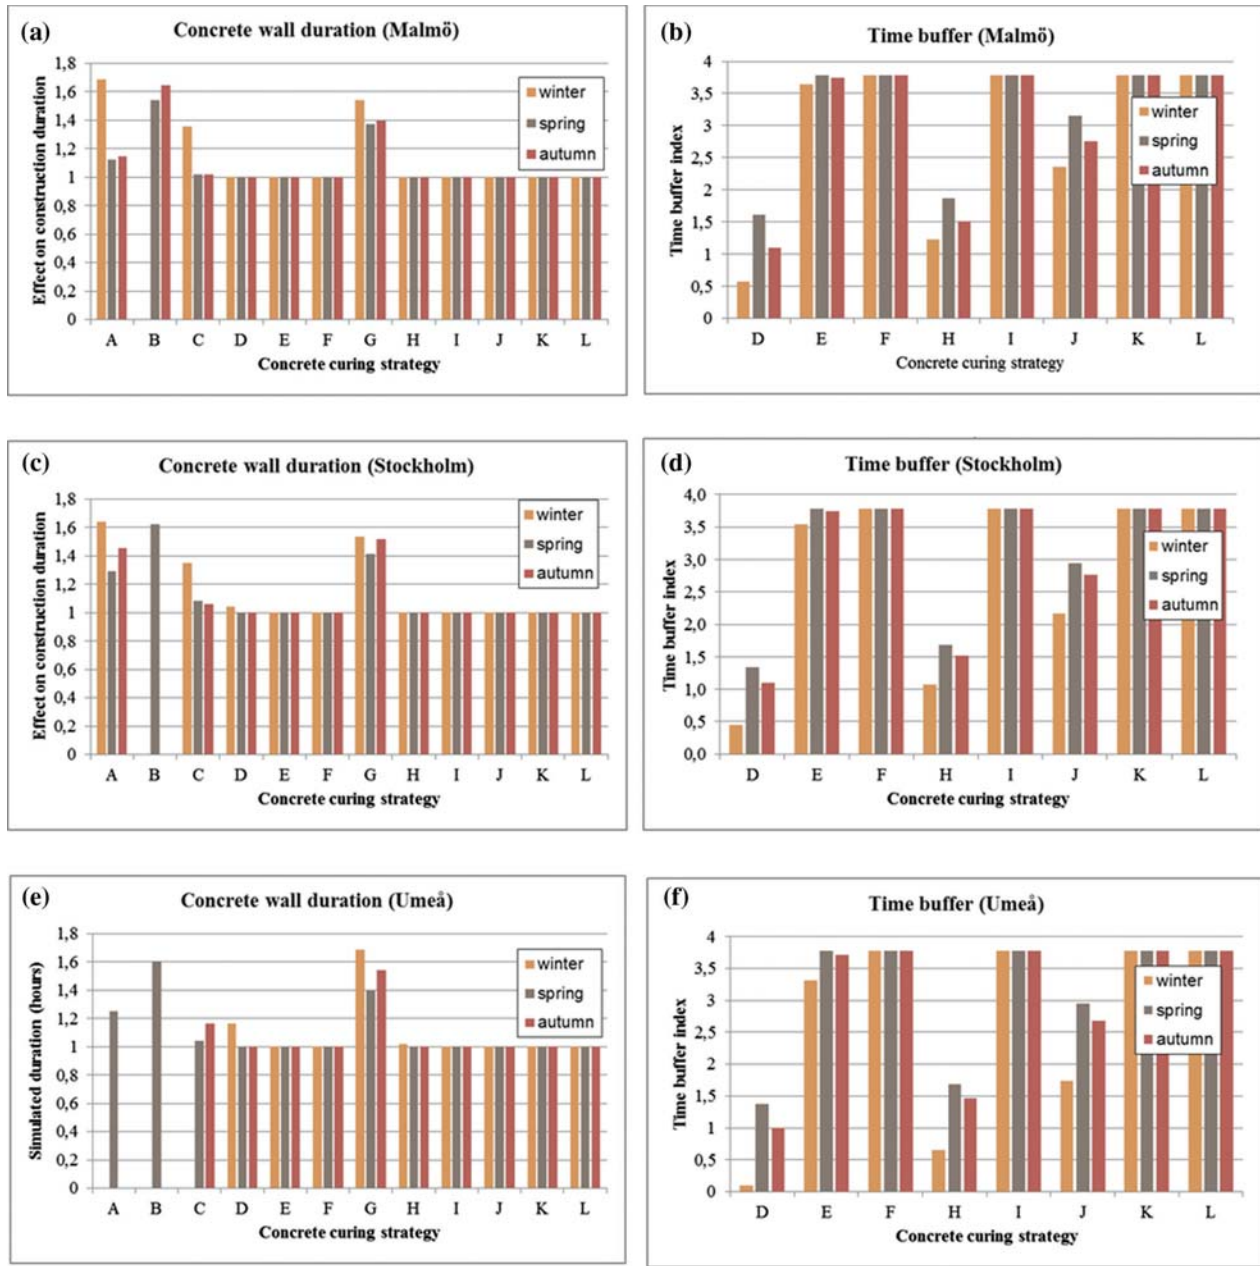 (a)
Concrete wall duration (Malmö)
1,8
1,6
1,4
1,2
1
0,8
0,6
0,4
0,2
0
Effect on construction duration
winter
spring
autumn
A B C D E F G H I J K L
Concrete curing strategy
(b)
Time buffer (Malmö)
4
3,5
3
2,5
2
1,5
1
0,5
0
Time buffer index
winter
spring
autumn
D E F H I J K L
Concrete curing strategy
(c)
Concrete wall duration (Stockholm)
1,8
1,6
1,4
1,2
1
0,8
0,6
0,4
0,2
0
Effect on construction duration
winter
spring
autumn
A B C D E F G H I J K L
Concrete curing strategy
(d)
Time buffer (Stockholm)
4,0
3,5
3,0
2,5
2,0
1,5
1,0
0,5
0,0
Time buffer index
winter
spring
autumn
D E F H I J K L
Concrete curing strategy
(e)
Concrete wall duration (Umeå)
1,8
1,6
1,4
1,2
1
0,8
0,6
0,4
0,2
0
Simulated duration (hours)
winter
spring
autumn
A B C D E F G H I J K L
Concrete curing strategy
(f)
Time buffer (Umeå)
4
3,5
3
2,5
2
1,5
1
0,5
0
Time buffer index
winter
spring
autumn
D E F H I J K L
Concrete curing strategy